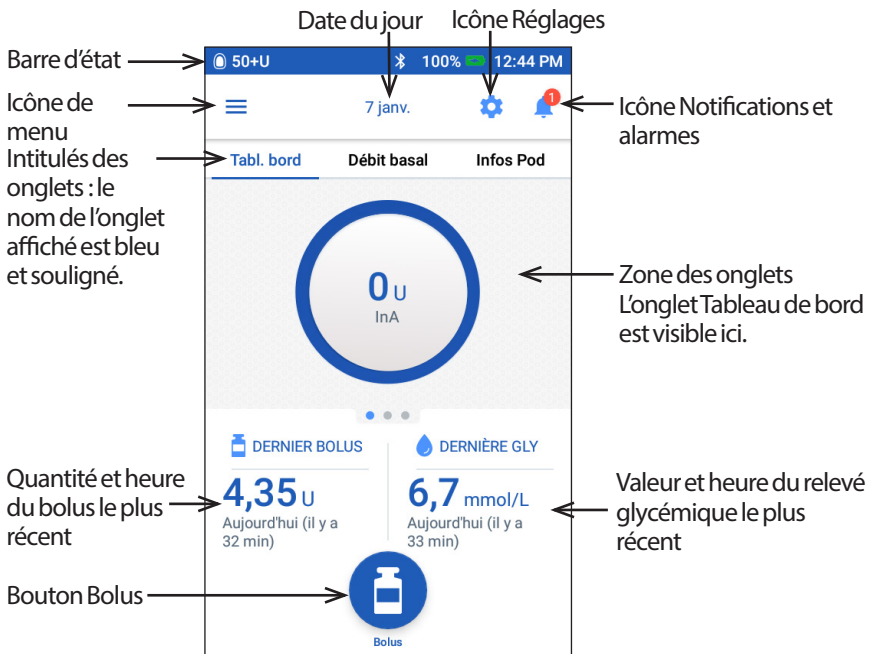 Date du jour
Icône Réglages
Barre d'état
50+U
100%
12:44 PM
Icône de
menu
7 janv.
1
Icône Notifications et
alarmes
Intitulés des
onglets : le
nom de l'onglet
affiché est bleu
et souligné.
Tabl. bord
Débit basal
Infos Pod
0 U
InA
Zone des onglets
L'onglet Tableau de bord
est visible ici.
DERNIER BOLUS
DERNIÈRE GLY
Quantité et heure
du bolus le plus
récent
4,35 U
Aujourd'hui (il y a
32 min)
6,7 mmol/L
Aujourd'hui (il y a
33 min)
Valeur et heure du relevé
glycémique le plus
récent
Bouton Bolus
Bolus